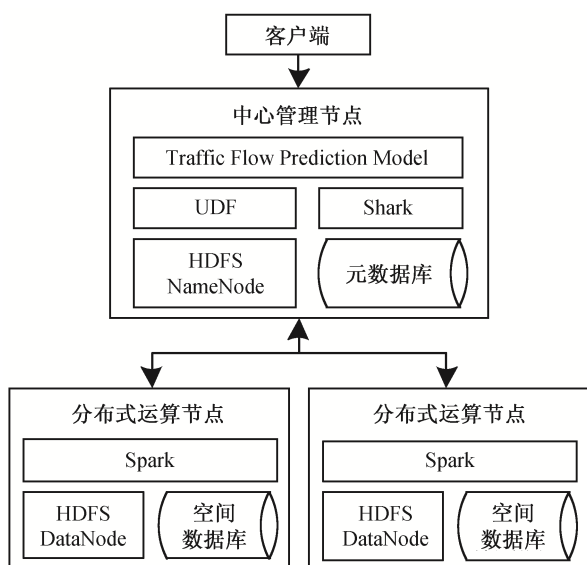 客户端
中心管理节点
Traffic Flow Prediction Model
UDF
Shark
HDFS
NameNode
元数据库
分布式运算节点
Spark
HDFS
DataNode
空间
数据库
分布式运算节点
Spark
HDFS
DataNode
空间
数据库